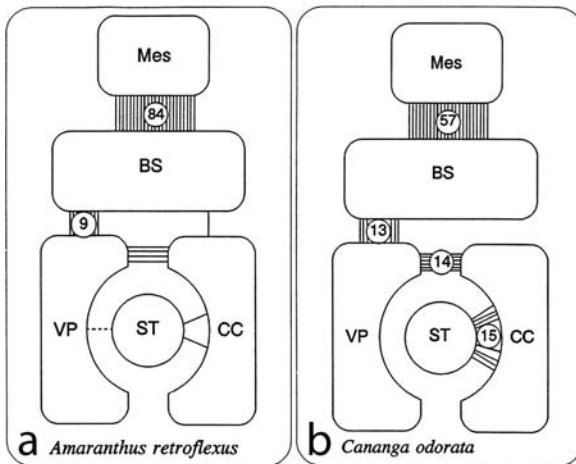 Mes
84
BS
9
VP
ST
CC
a Amaranthus retroflexus
Mes
57
BS
13
14
VP
ST
15
CC
b Cananga odorata